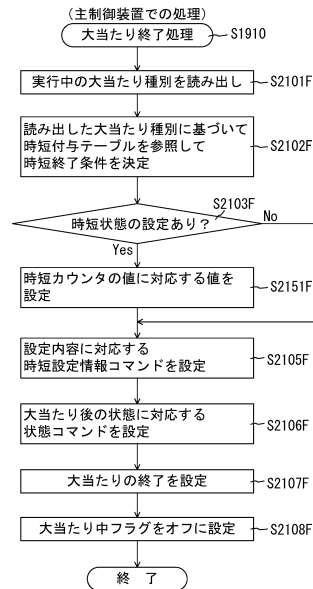 (主制御装置での処理)
大当たり終了処理
S1910
実行中の大当たり種別を読み出し
S2101F
読み出した大当たり種別に基づいて
時短付与テーブルを参照して
時短終了条件を決定
S2102F
S2103F
時短状態の設定あり?
No
Yes
時短カウンタの値に対応する値を
設定
S2151F
設定内容に対応する
時短設定情報コマンドを設定
S2105F
大当たり後の状態に対応する
状態コマンドを設定
S2106F
大当たりの終了を設定
S2107F
大当たり中フラグをオフに設定
S2108F
終 了